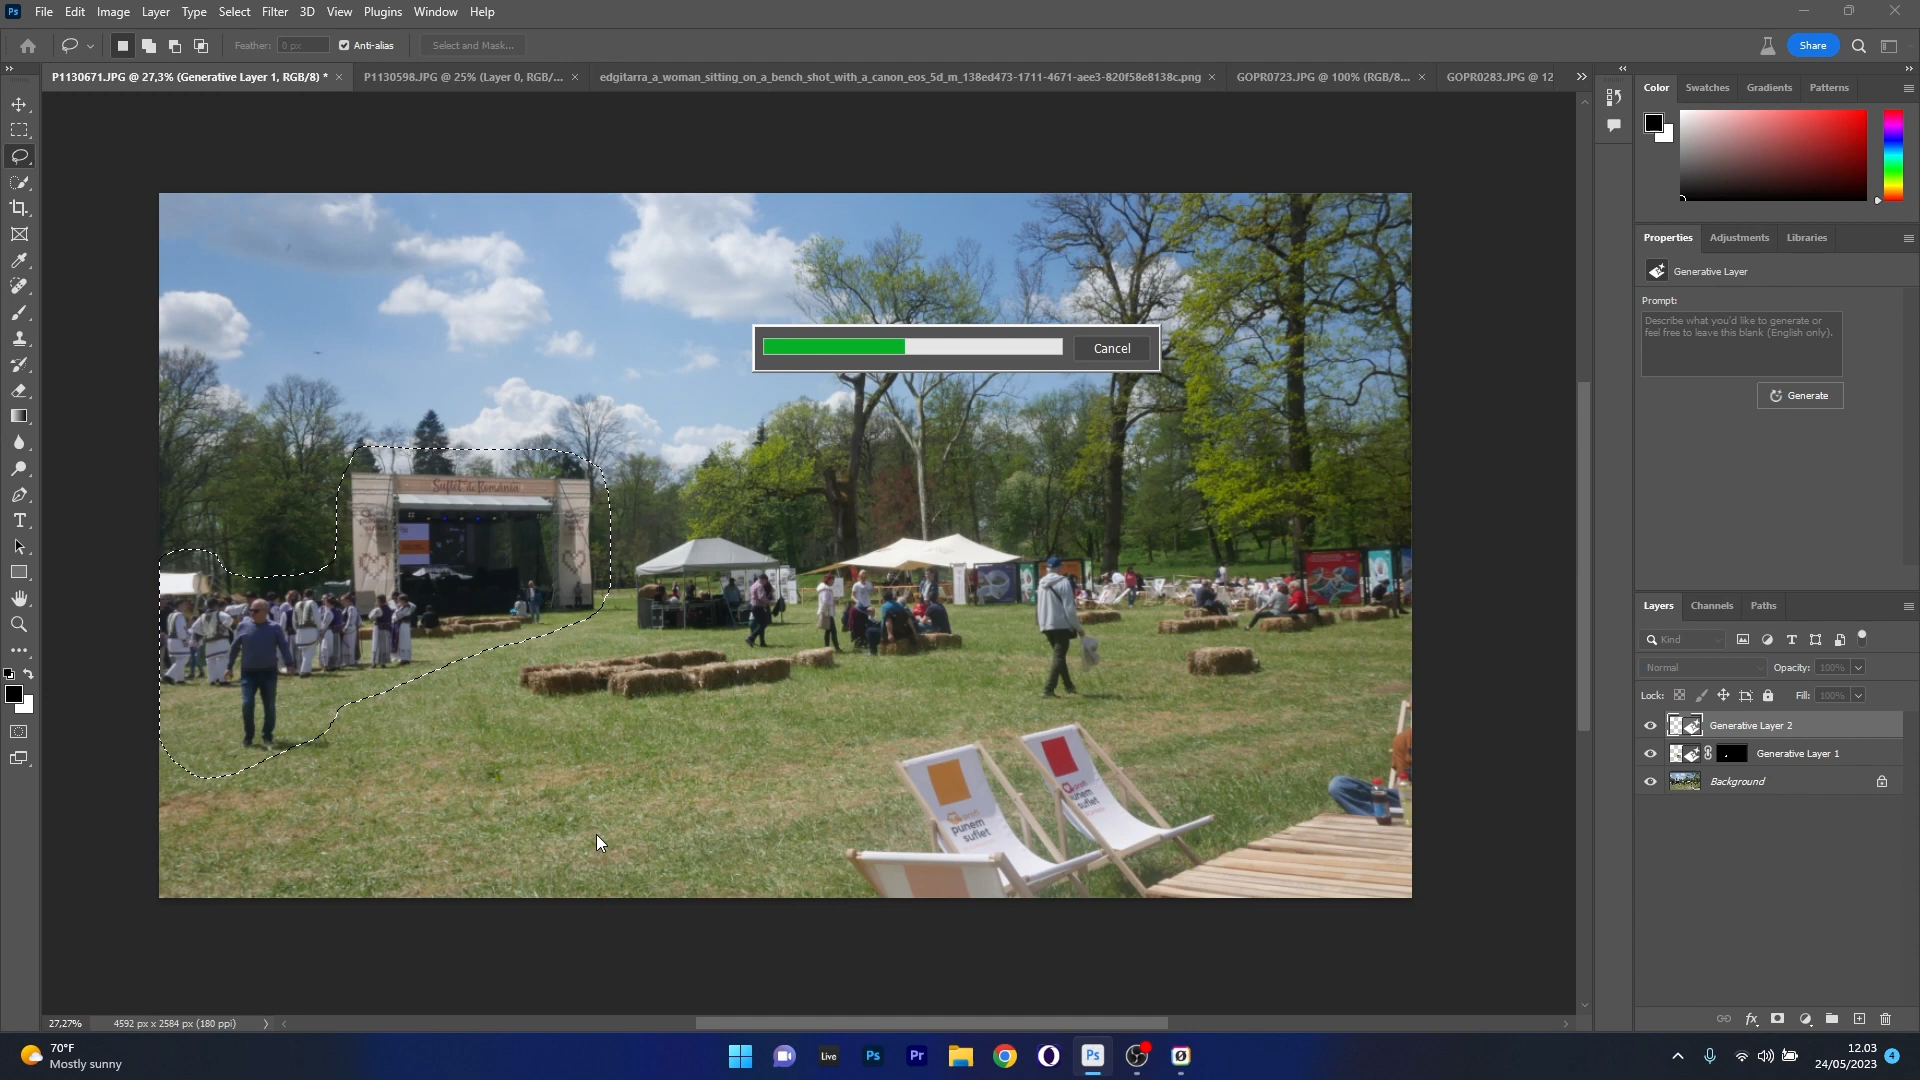 Ps File Edit Image Layer Type Select Filter 3D View Plugins Window Help
Feather: 0 px Anti-alias Select and Mask... Share
P1130671.JPG @ 27,3% (Generative Layer 1, RGB/8) * P1130598.JPG @ 25% (Layer 0, RGB/... edgitarra_a_woman_sitting_on_a_bench_shot_with_a_canon_eos_5d_m_138ed473-1711-4671-aee3-820f58e8138c.png GOPR0723.JPG @ 100% (RGB/8... GOPR0283.JPG @ 12
Color Swatches Gradients Patterns
Properties Adjustments Libraries
Generative Layer
Prompt:
Describe what you'd like to generate or
feel free to leave this blank (English only).
Generate
Cancel
Suflet de România
punem
suflet
punem
suflet
Layers Channels Paths
Kind
Normal Opacity: 100%
Lock: Fill: 100%
Generative Layer 2
Generative Layer 1
Background
27,27% 4592 px x 2584 px (180 ppi)
70°F
Mostly sunny
Live Ps Pr Ps
12.03
24/05/2023
4